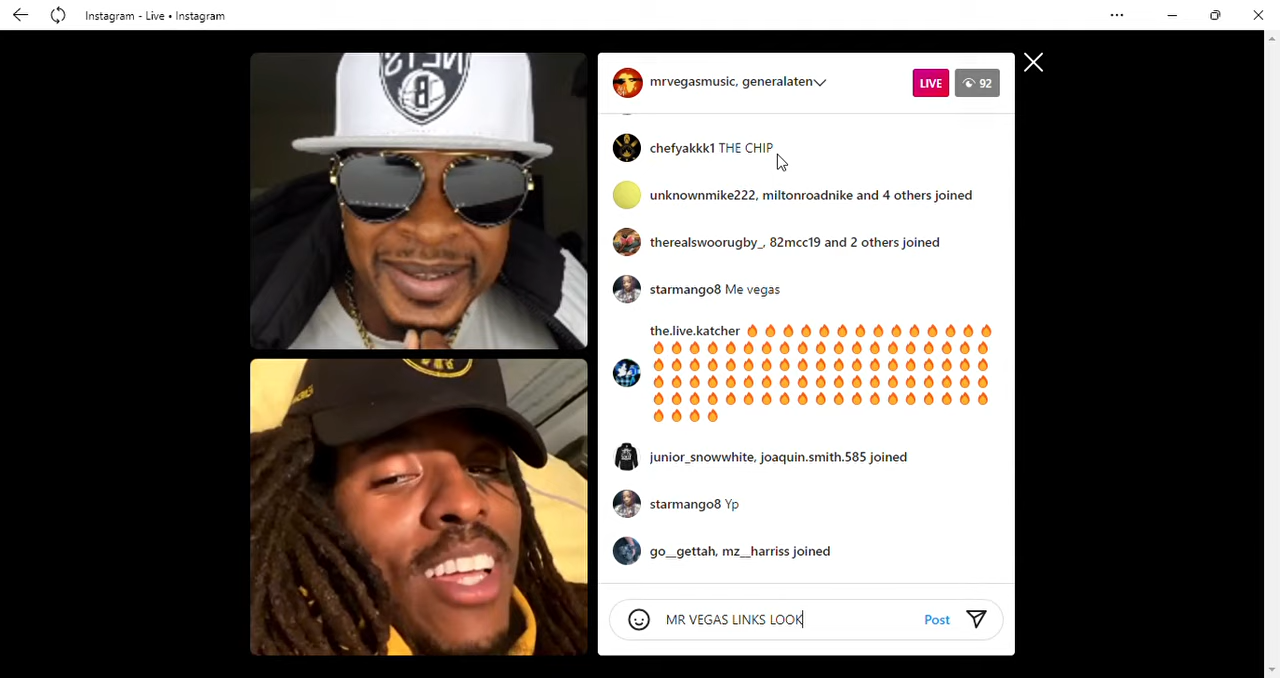 Instagram - Live • Instagram
NETS
B
mrvegasmusic, generalaten
LIVE
92
chefyakkk1 THE CHIP
unknownmike222, miltonroadnike and 4 others joined
therealswoorugby_, 82mcc19 and 2 others joined
starmango8 Me vegas
the.live.katcher 🔥🔥🔥🔥🔥🔥🔥🔥🔥🔥🔥🔥🔥🔥
🔥🔥🔥🔥🔥🔥🔥🔥🔥🔥🔥🔥🔥🔥🔥🔥🔥🔥🔥
🔥🔥🔥🔥🔥🔥🔥🔥🔥🔥🔥🔥🔥🔥🔥🔥🔥🔥🔥
🔥🔥🔥🔥🔥🔥🔥🔥🔥🔥🔥🔥🔥🔥🔥🔥🔥🔥🔥
🔥🔥🔥🔥🔥🔥🔥🔥🔥🔥🔥🔥🔥🔥🔥🔥🔥🔥🔥
🔥🔥🔥🔥
junior_snowwhite, joaquin.smith.585 joined
starmango8 Yp
go__gettah, mz__harriss joined
MR VEGAS LINKS LOOK
Post